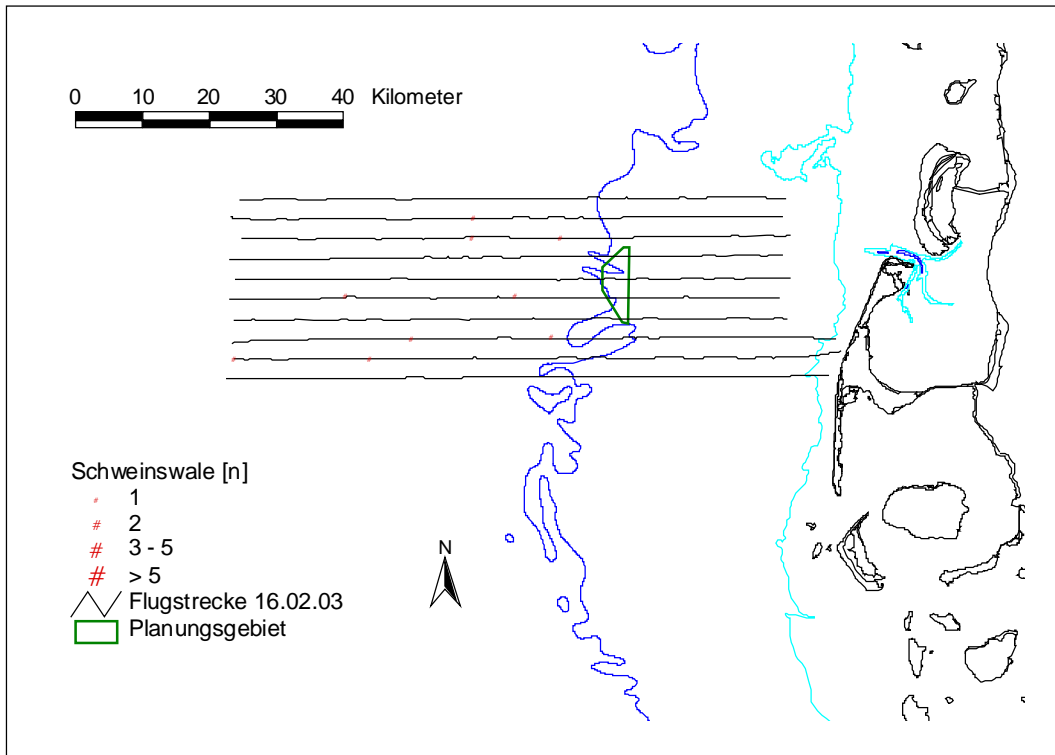 0 10 20 30 40 Kilometer
Schweinswale [n]
# 1
# 2
# 3 - 5
# > 5
Flugstrecke 16.02.03
Planungsgebiet
N